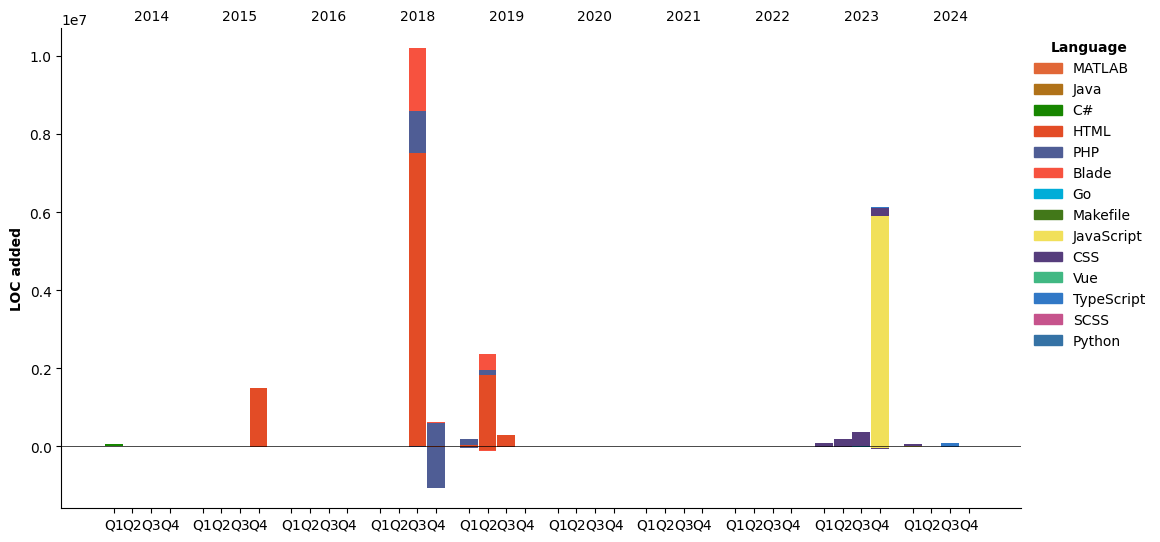 2014 2015 2016 2018 2019 2020 2021 2022 2023 2024
1e7
Language
MATLAB
Java
C#
HTML
PHP
Blade
Go
Makefile
JavaScript
CSS
Vue
TypeScript
SCSS
Python
LOC added
1.0
0.8
0.6
0.4
0.2
0.0
Q1Q2Q3Q4 Q1Q2Q3Q4 Q1Q2Q3Q4 Q1Q2Q3Q4 Q1Q2Q3Q4 Q1Q2Q3Q4 Q1Q2Q3Q4 Q1Q2Q3Q4 Q1Q2Q3Q4 Q1Q2Q3Q4